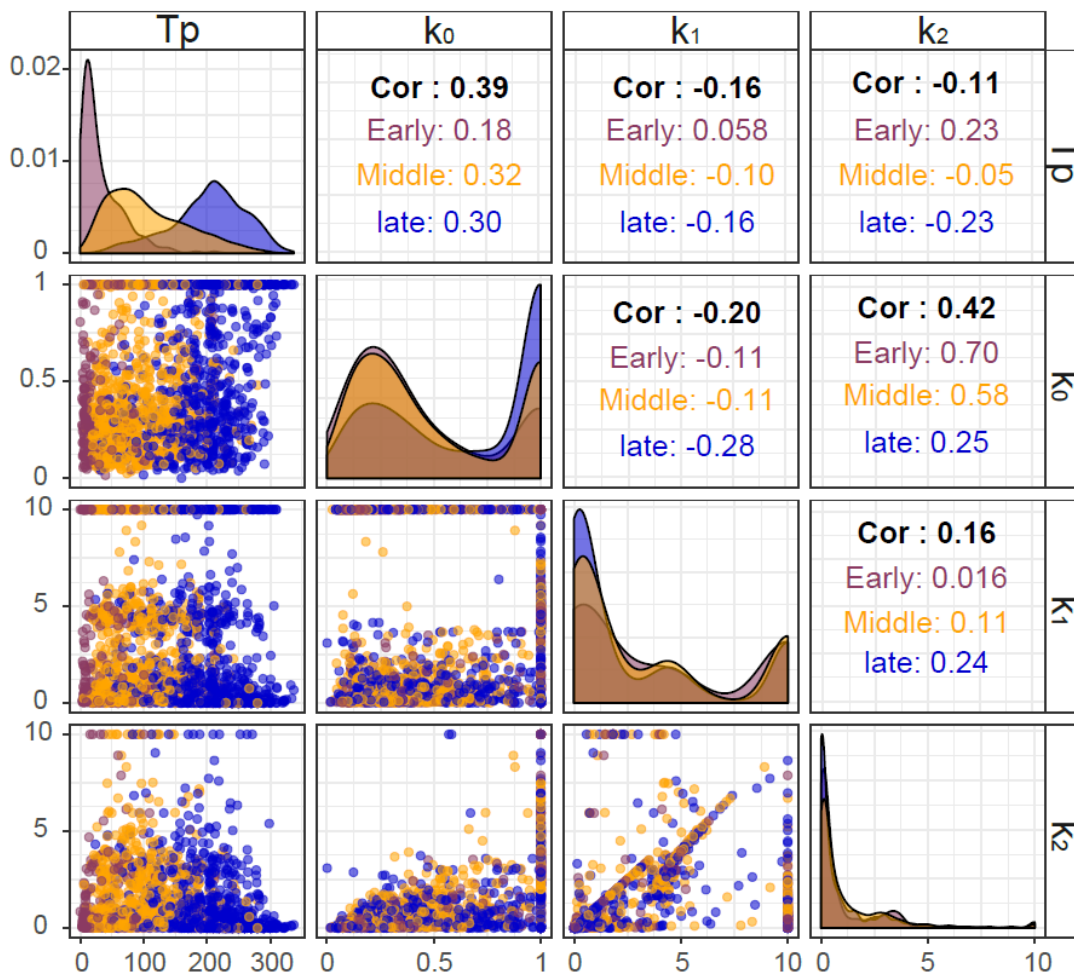 Tp k₀ k₁ k₂
0.02
0.01
0
Cor : 0.39
Early: 0.18
Middle: 0.32
late: 0.30
Cor : -0.16
Early: 0.058
Middle: -0.10
late: -0.16
Cor : -0.11
Early: 0.23
Middle: -0.05
late: -0.23
Tp
1
0.5
0
Cor : -0.20
Early: -0.11
Middle: -0.11
late: -0.28
Cor : 0.42
Early: 0.70
Middle: 0.58
late: 0.25
k₀
10
5
0
Cor : 0.16
Early: 0.016
Middle: 0.11
late: 0.24
k₁
10
5
0
k₂
0 100 200 300
0 0.5 1
0 5 10
0 5 10